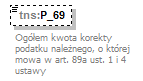 tns:P_69
Ogółem kwota korekty
podatku należnego, o której
mowa w art. 89a ust. 1 i 4
ustawy